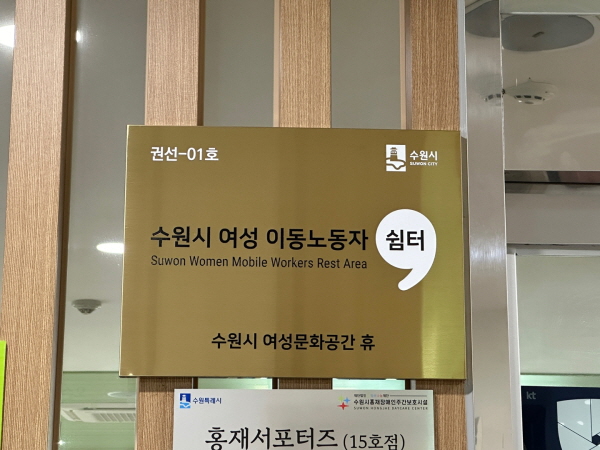 권선-01호
수원시
SUWON CITY
수원시 여성 이동노동자 쉼터
Suwon Women Mobile Workers Rest Area
수원시 여성문화공간 휴
수원특례시
수원시홍재장애인주간보호시설
SUWON HONGJAE DAYCARE CENTER
홍재서포터즈 (15호점)
kt